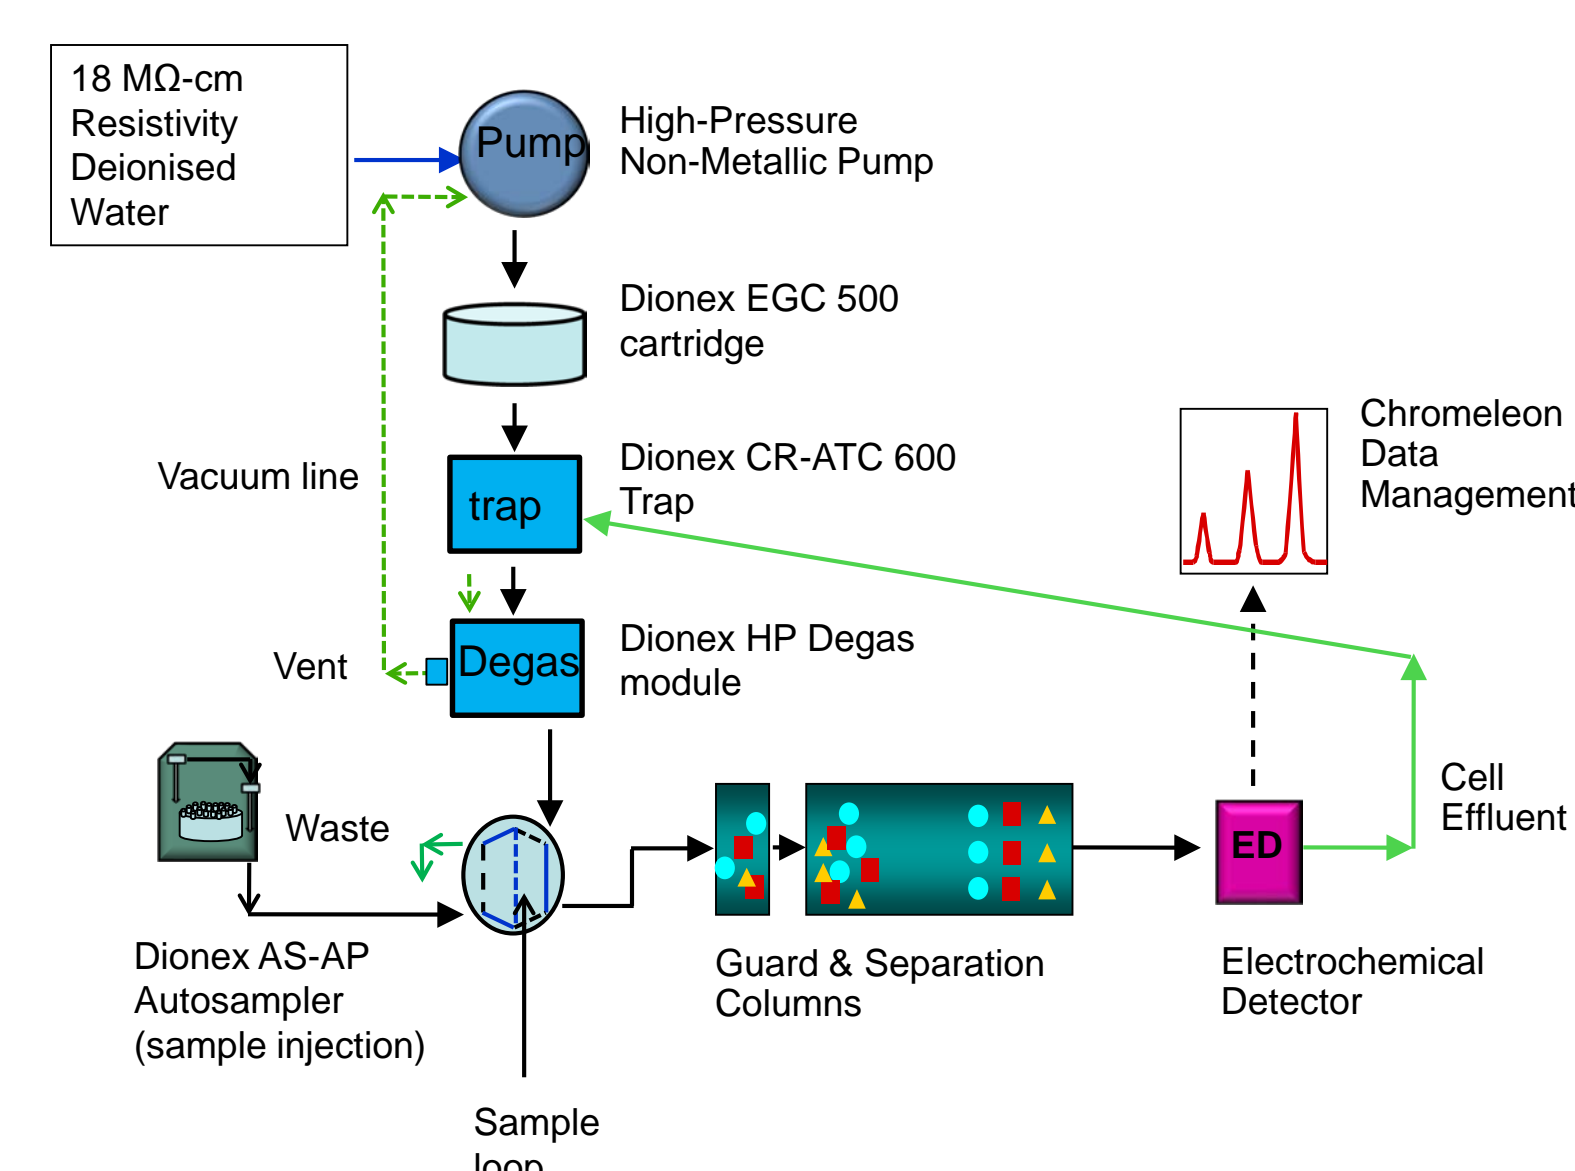 18 MΩ-cm
Resistivity
Deionised
Water
Pump
High-Pressure
Non-Metallic Pump
Dionex EGC 500
cartridge
Chromeleon
Data
Management
Vacuum line
trap
Dionex CR-ATC 600
Trap
Vent
Degas
Dionex HP Degas
module
Cell
Effluent
Waste
ED
Dionex AS-AP
Autosampler
(sample injection)
Guard & Separation
Columns
Electrochemical
Detector
Sample
loop